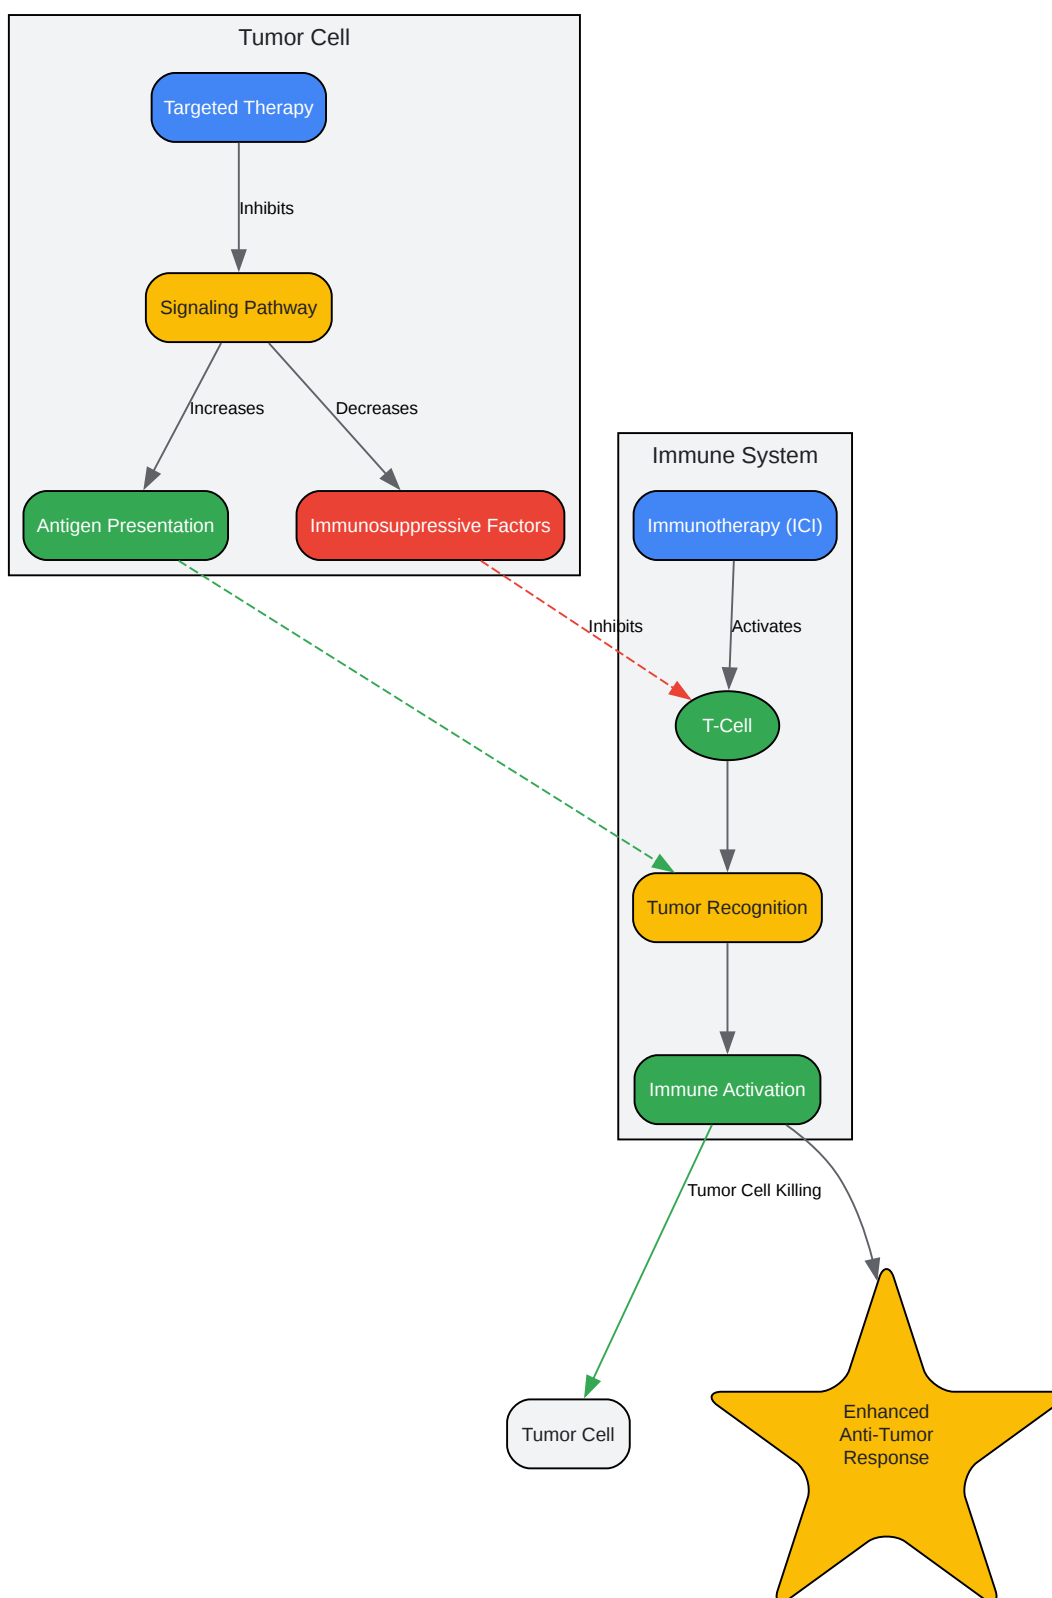 Tumor Cell
Targeted Therapy
Inhibits
Signaling Pathway
Increases
Decreases
Antigen Presentation
Immunosuppressive Factors
Immune System
Immunotherapy (ICI)
Inhibits
Activates
T-Cell
Tumor Recognition
Immune Activation
Tumor Cell Killing
Tumor Cell
Enhanced
Anti-Tumor
Response